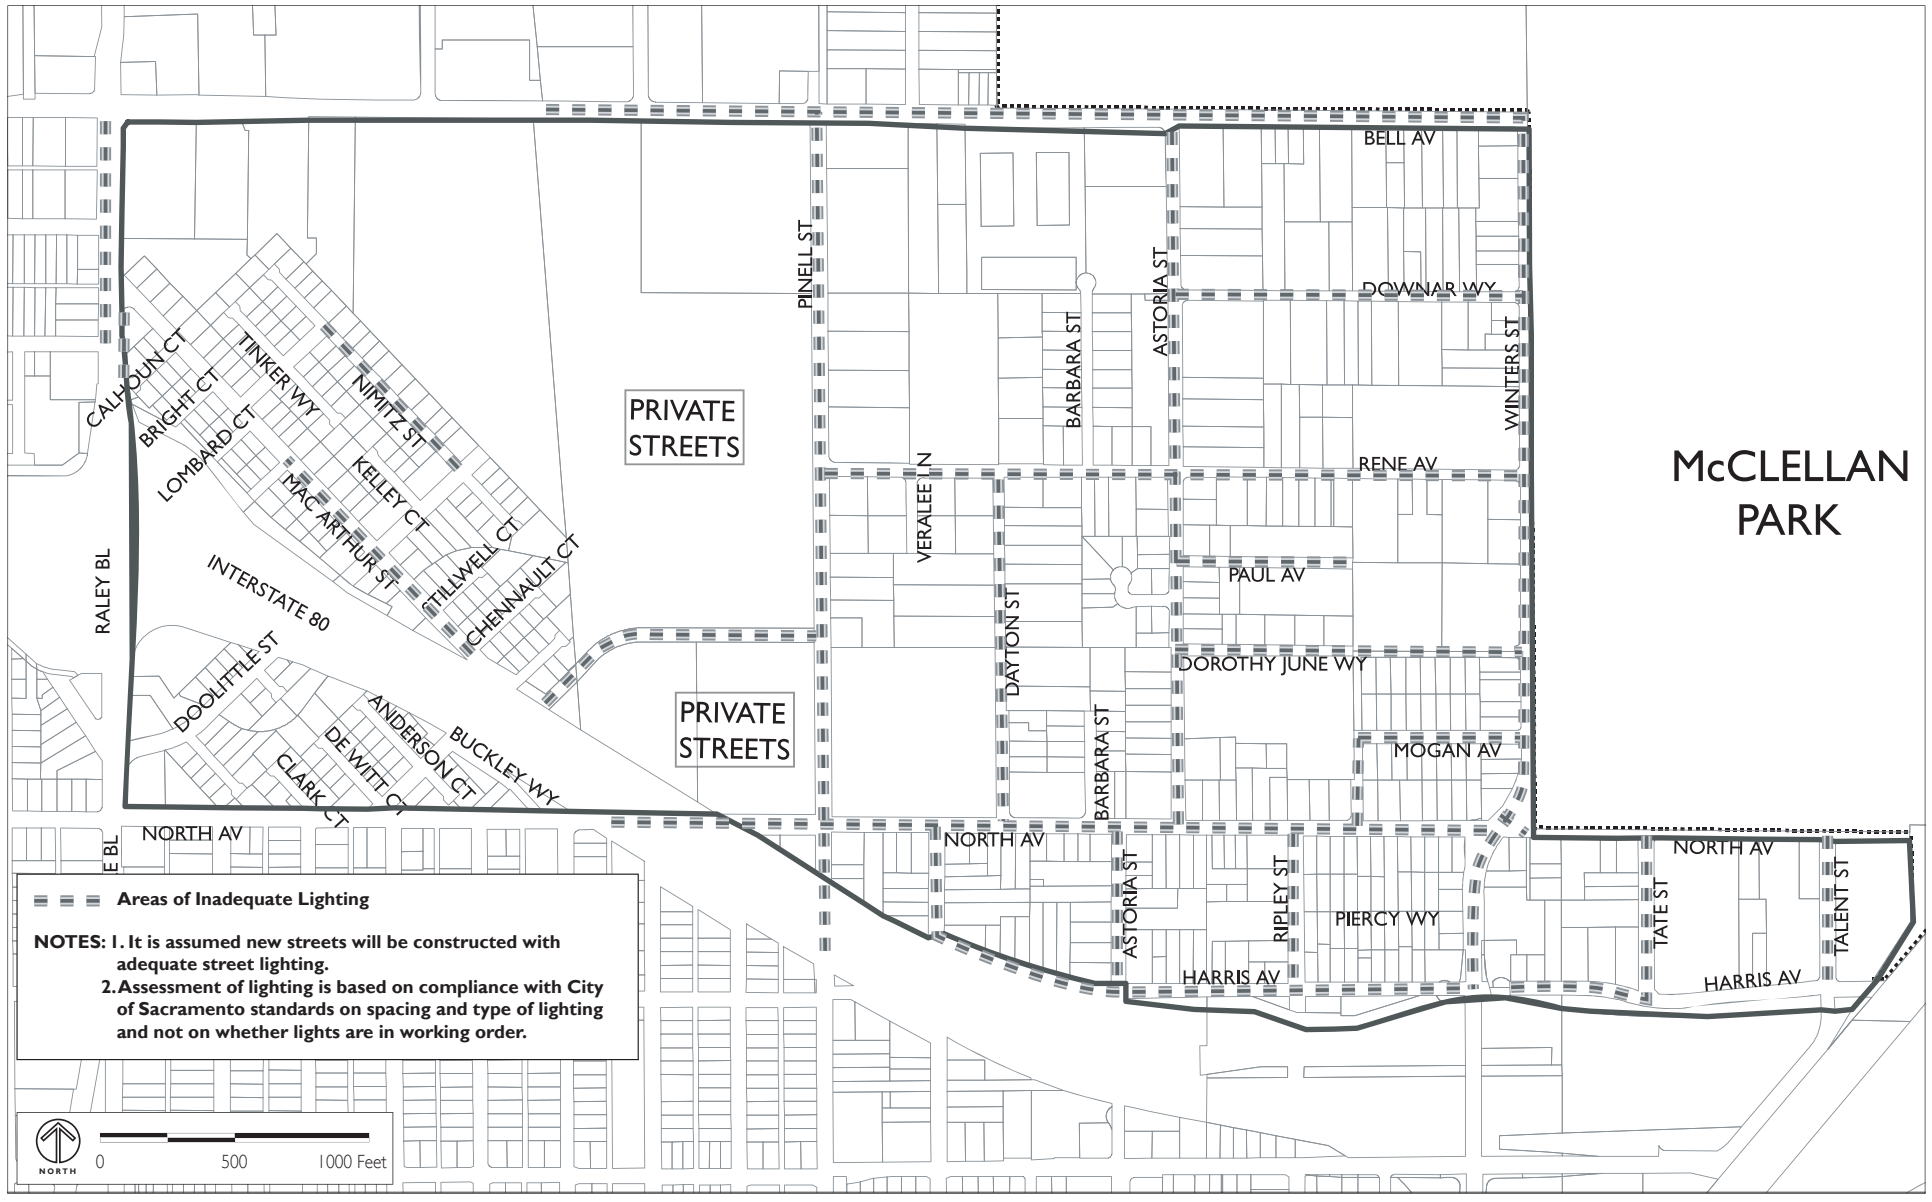 BELL AV
PINELL ST
ASTORIA ST
DOWNAR WY
BARBARA ST
WINTERS ST
CALHOUN CT
BRIGHT CT
LOMBARD CT
TINKER WY
NIMITZ ST
KELLEY CT
MAC ARTHUR ST
STILLWELL CT
CHENNAULT CT
PRIVATE
STREETS
VERALEE LN
RENE AV
McCLELLAN
PARK
RALEY BL
INTERSTATE 80
PAUL AV
DAYTON ST
DOROTHY JUNE WY
DOOLITTLE ST
ANDERSON CT
BUCKLEY WY
DE WITT CT
CLARK CT
PRIVATE
STREETS
BARBARA ST
MOGAN AV
NORTH AV
E BL
NORTH AV
NORTH AV
ASTORIA ST
RIPLEY ST
PIERCY WY
TATE ST
TALENT ST
HARRIS AV
HARRIS AV
Areas of Inadequate Lighting
NOTES: 1. It is assumed new streets will be constructed with
adequate street lighting.
2. Assessment of lighting is based on compliance with City
of Sacramento standards on spacing and type of lighting
and not on whether lights are in working order.
NORTH
0 500 1000 Feet